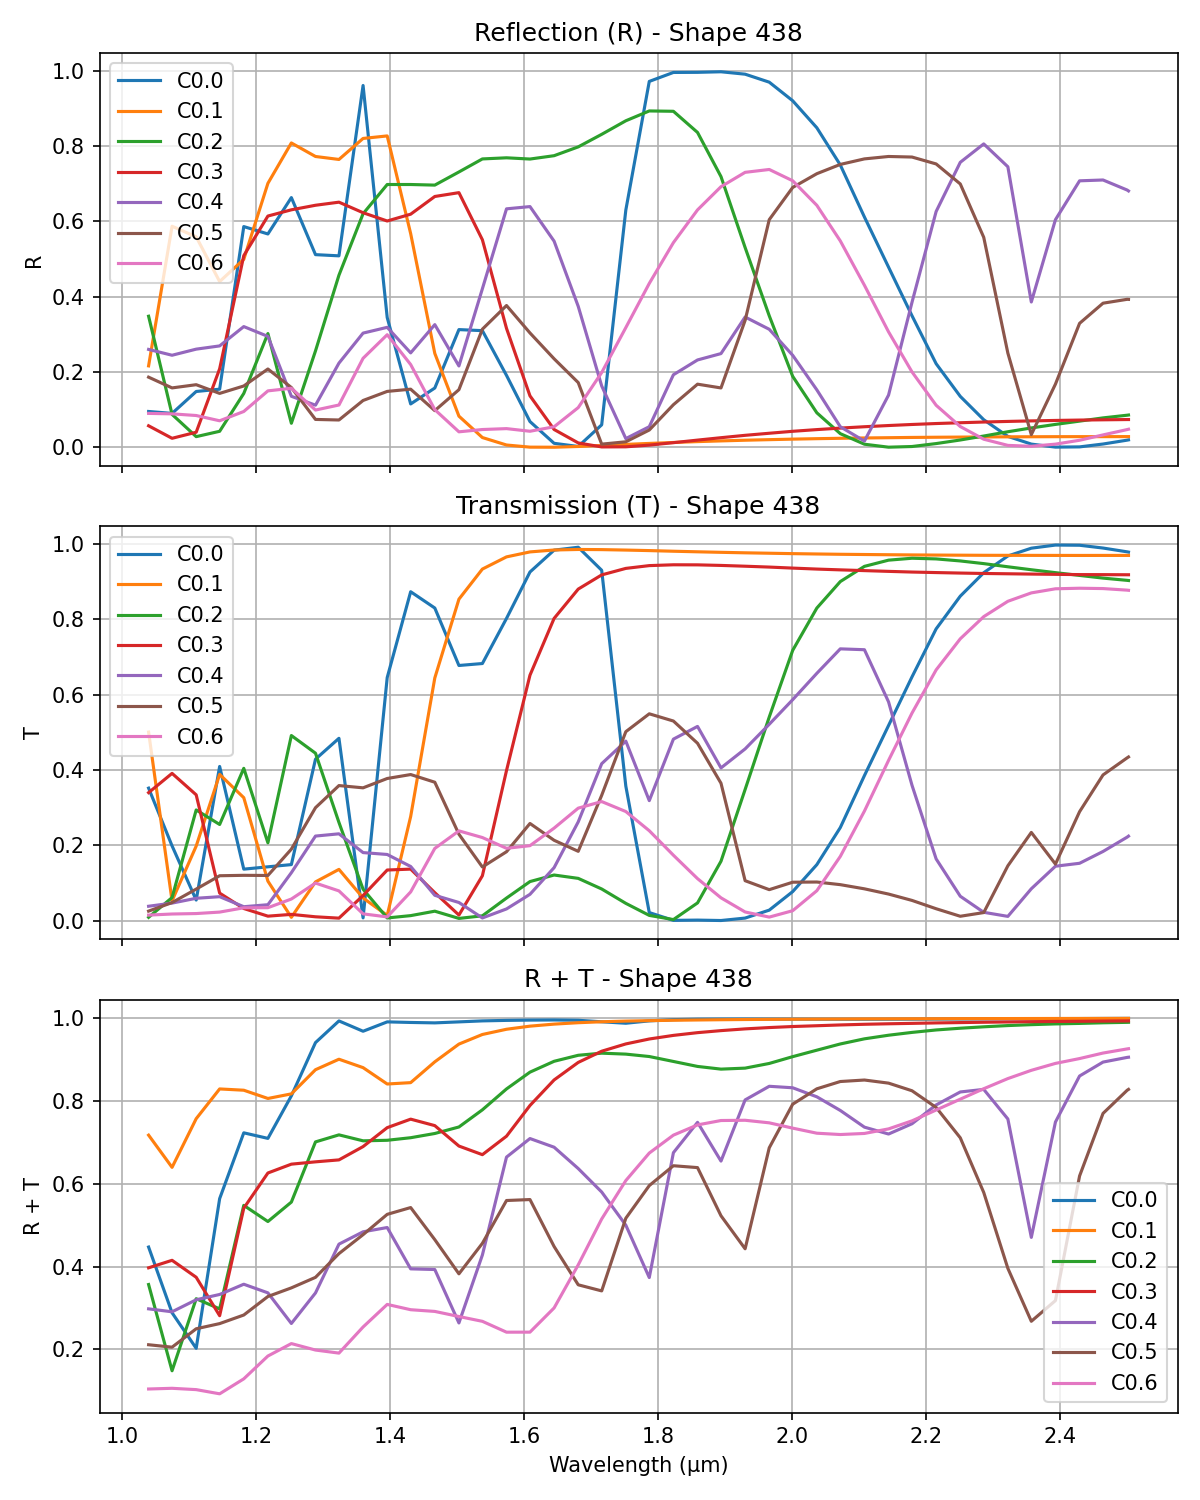 Reflection (R) - Shape 438
1.0
0.8
0.6
0.4
0.2
0.0
R
C0.0
C0.1
C0.2
C0.3
C0.4
C0.5
C0.6
Transmission (T) - Shape 438
1.0
0.8
0.6
0.4
0.2
0.0
T
C0.0
C0.1
C0.2
C0.3
C0.4
C0.5
C0.6
R + T - Shape 438
1.0
0.8
0.6
0.4
0.2
R + T
C0.0
C0.1
C0.2
C0.3
C0.4
C0.5
C0.6
1.0 1.2 1.4 1.6 1.8 2.0 2.2 2.4
Wavelength (µm)